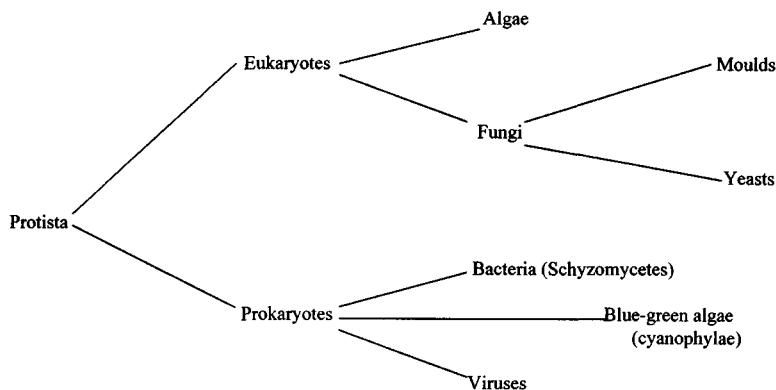 Algae
Eukaryotes
Moulds
Fungi
Yeasts
Protista
Bacteria (Schyzomycetes)
Prokaryotes
Blue-green algae
(cyanophylae)
Viruses